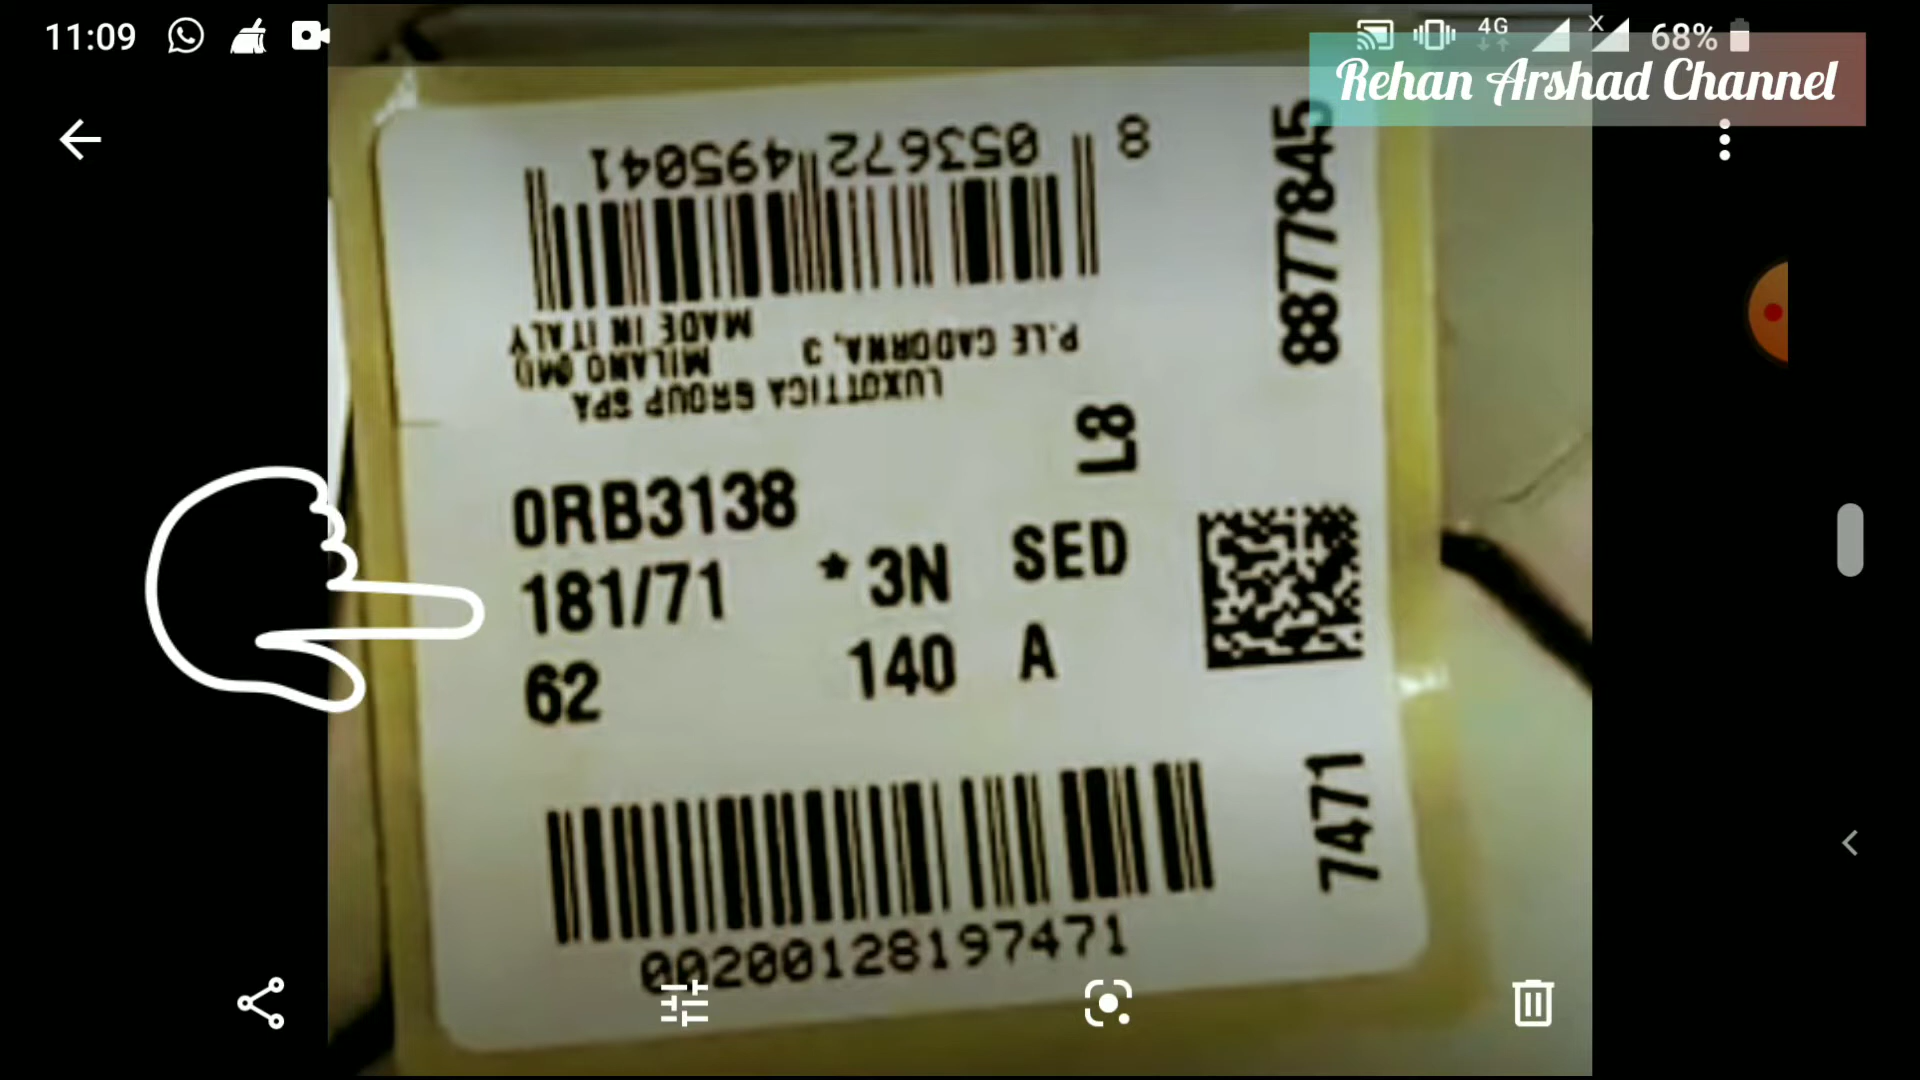 11:09
4G
X
68%
Rehan Arshad Channel
8 053672 495041
8877845
LUXOTTICA GROUP SPA
P.LE CADORNA, 3 MILANO (MI)
MADE IN ITALY
L8
0RB3138
181/71 *3N SED
62 140 A
7471
00200128197471